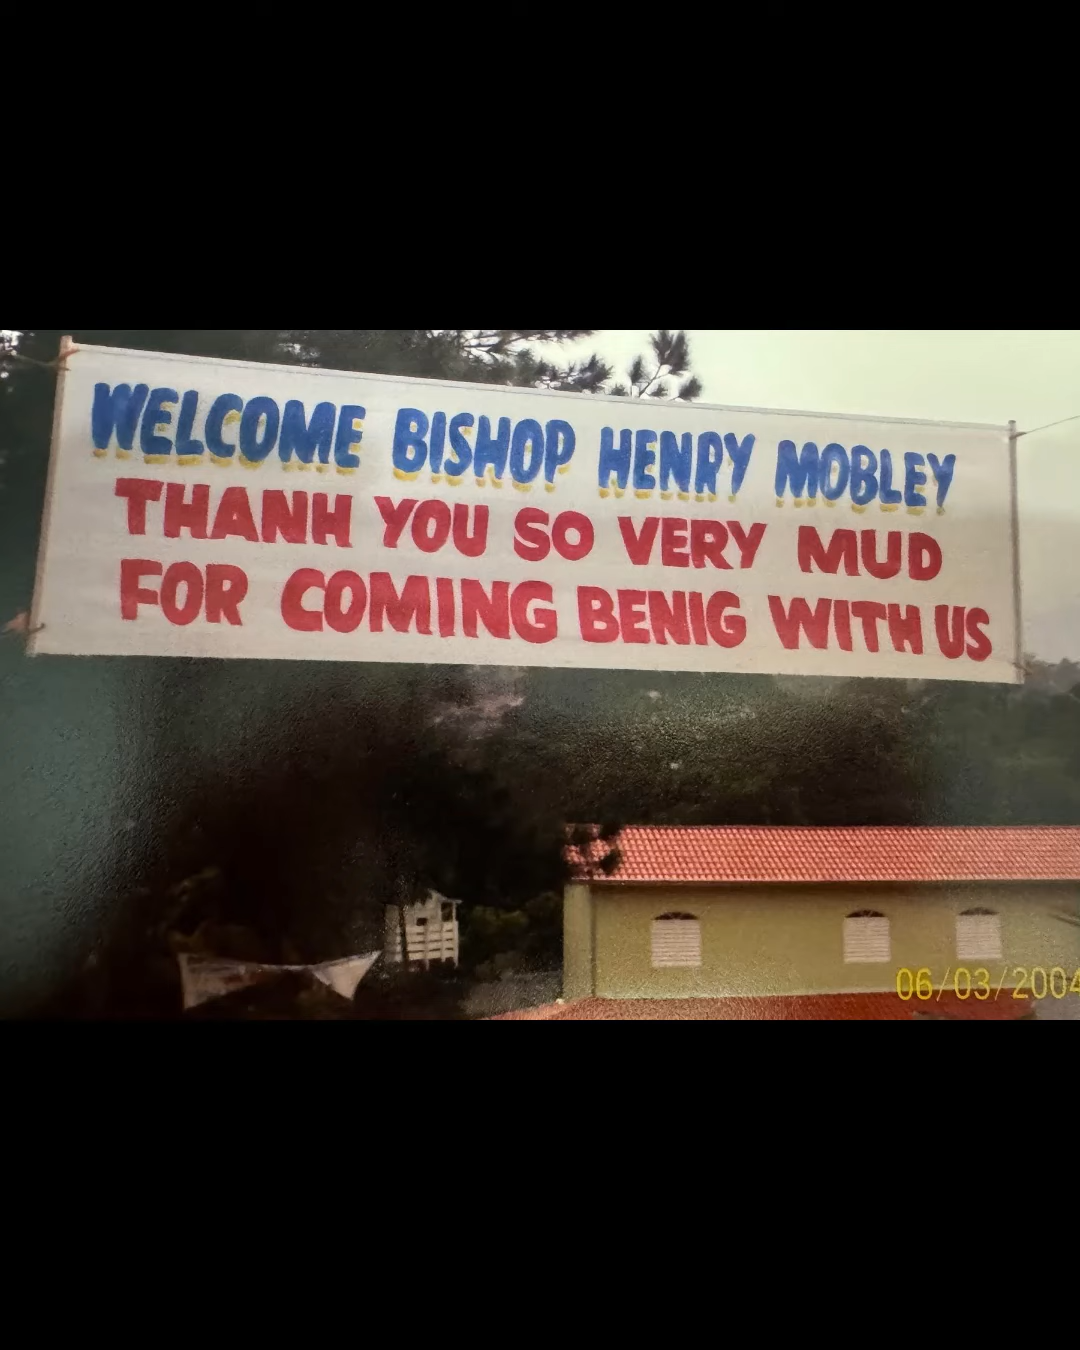 WELCOME BISHOP HENRY MOBLEY
THANH YOU SO VERY MUD
FOR COMING BENIG WITH US
06/03/2004